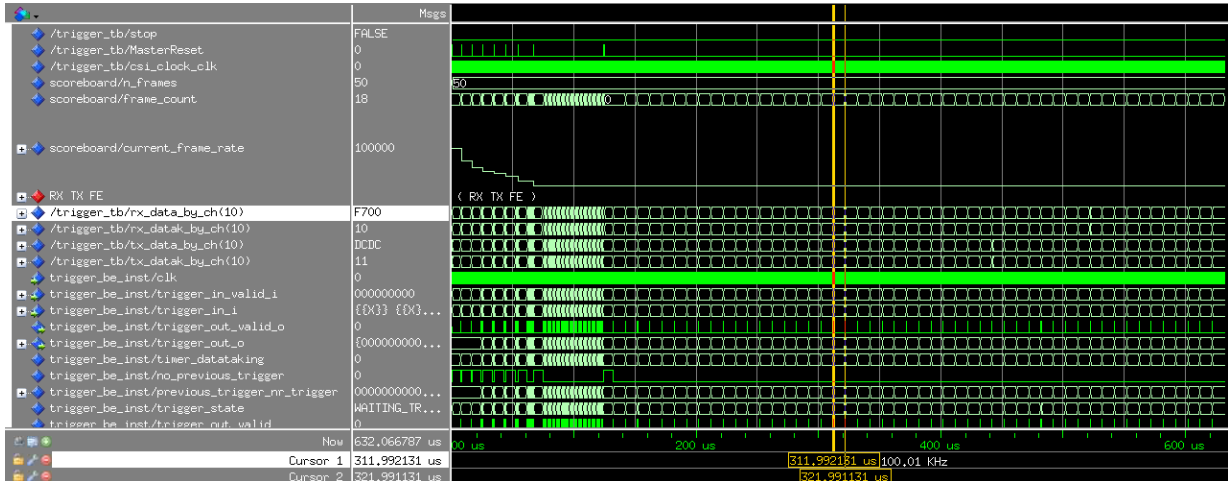 Msgs
/trigger_tb/stop FALSE
/trigger_tb/MasterReset 0
/trigger_tb/csi_clock_clk 0
scoreboard/n_frames 50 50
scoreboard/frame_count 18 0
scoreboard/current_frame_rate 100000
RX TX FE ( RX TX FE )
/trigger_tb/rx_data_by_ch(10) F700
/trigger_tb/rx_datak_by_ch(10) 10
/trigger_tb/tx_data_by_ch(10) DCDC
/trigger_tb/tx_datak_by_ch(10) 11
trigger_be_inst/clk 0
trigger_be_inst/trigger_in_valid_i 000000000
trigger_be_inst/trigger_in_i {{X}} {{X}...
trigger_be_inst/trigger_out_valid_o 0
trigger_be_inst/trigger_out_o {000000000...
trigger_be_inst/timer_datataking 0
trigger_be_inst/no_previous_trigger 0
trigger_be_inst/previous_trigger_nr_trigger 0000000000...
trigger_be_inst/trigger_state WAITING_TR...
trigger_be_inst/trigger_out_valid 0
Now 632.066787 us 00 us 200 us 400 us 600 us
Cursor 1 311.992131 us 311.992131 us 100.01 KHz
Cursor 2 321.991131 us 321.991131 us